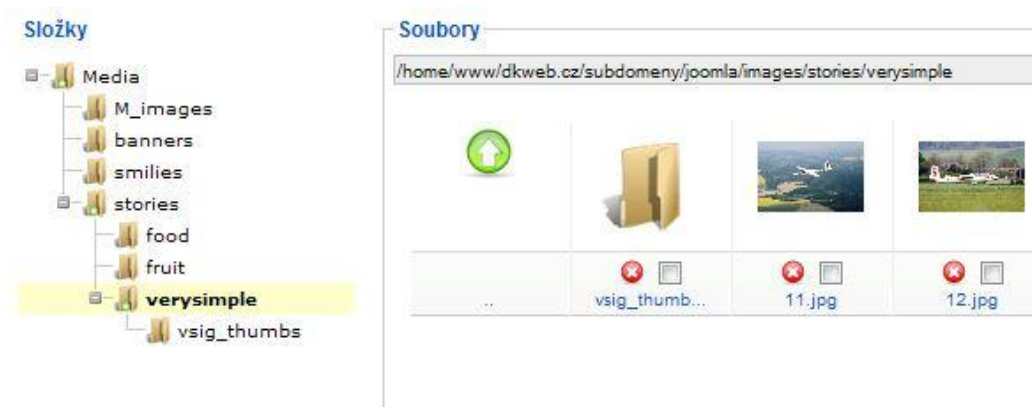 Složky
Media
M_images
banners
smilies
stories
food
fruit
verysimple
vsig_thumbs
Soubory
/home/www/dkweb.cz/subdomeny/joomla/images/stories/verysimple
.. vsig_thumb... 11.jpg 12.jpg